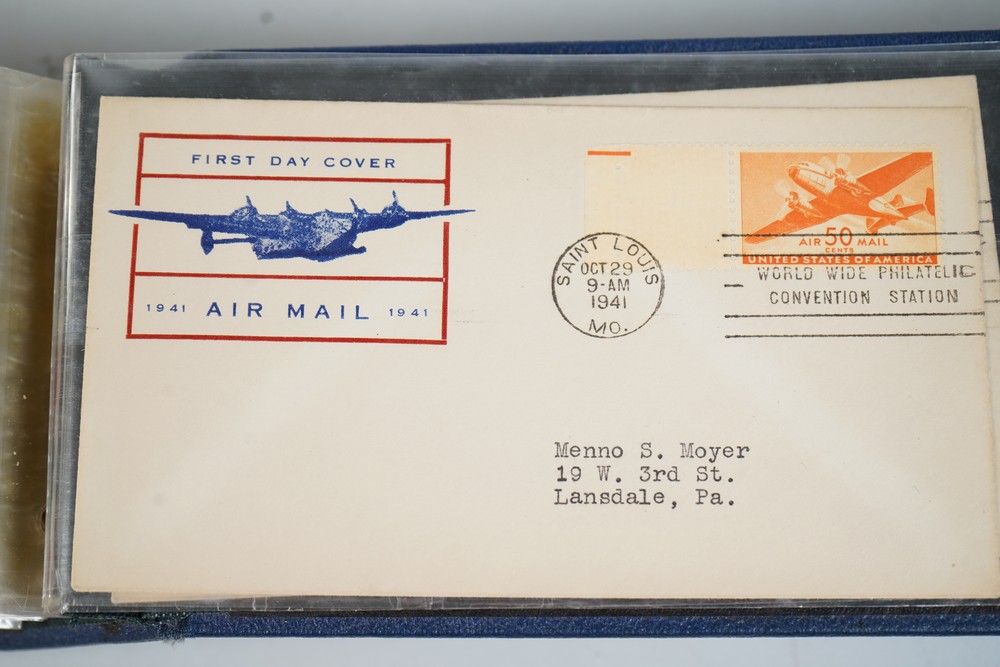 FIRST DAY COVER
1941 AIR MAIL 1941
SAINT LOUIS
OCT 29
9-AM
1941
MO.
AIR 50 MAIL
CENTS
UNITED STATES OF AMERICA
WORLD WIDE PHILATELIC
CONVENTION STATION
Menno S. Moyer
19 W. 3rd St.
Lansdale, Pa.